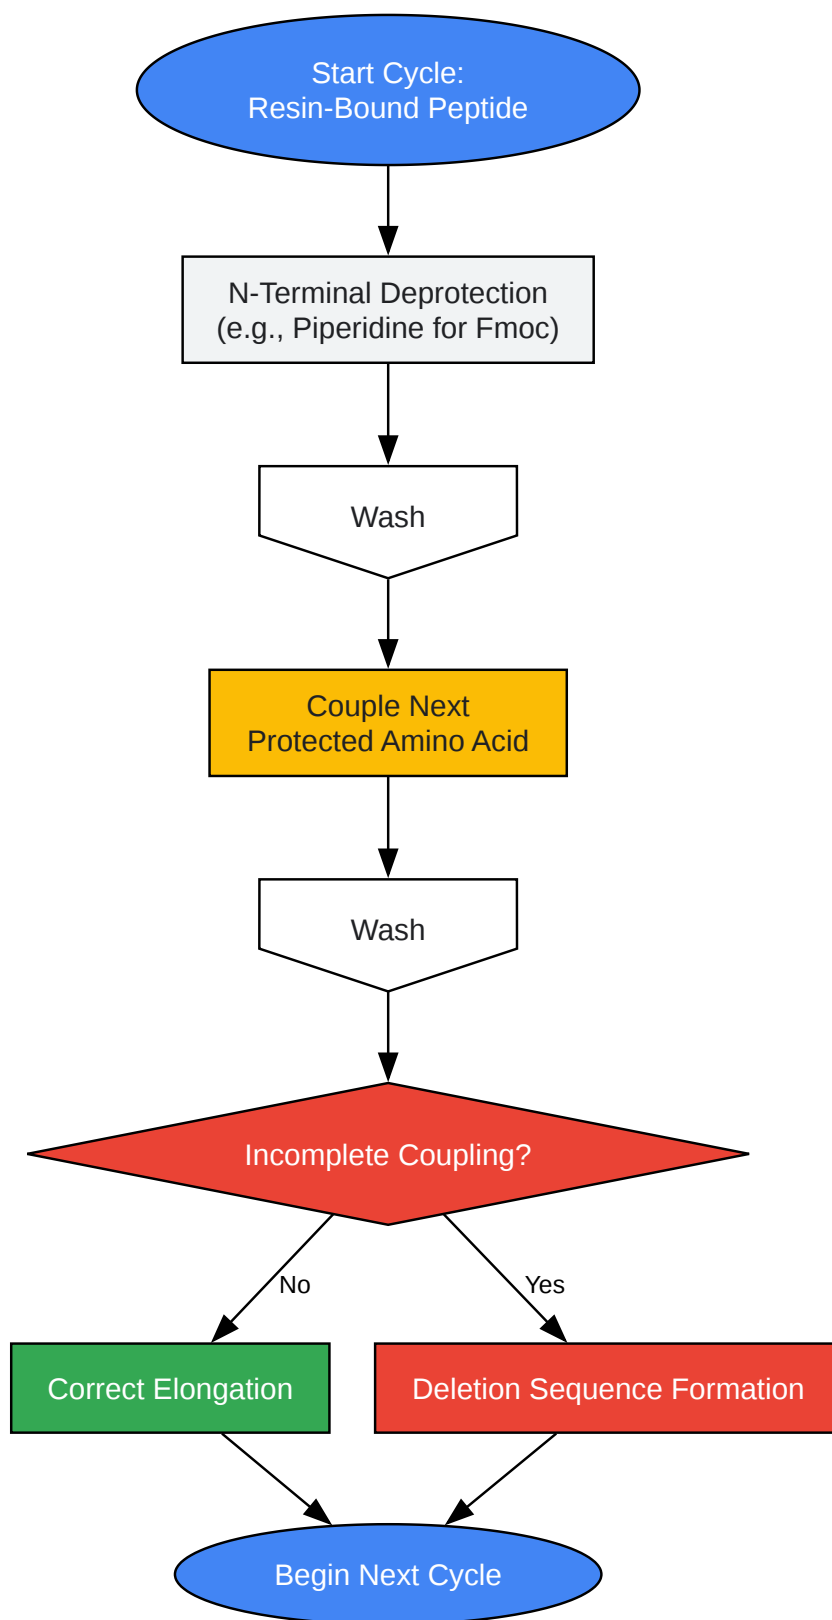 Start Cycle:
Resin-Bound Peptide
N-Terminal Deprotection
(e.g., Piperidine for Fmoc)
Wash
Couple Next
Protected Amino Acid
Wash
Incomplete Coupling?
No
Yes
Correct Elongation
Deletion Sequence Formation
Begin Next Cycle